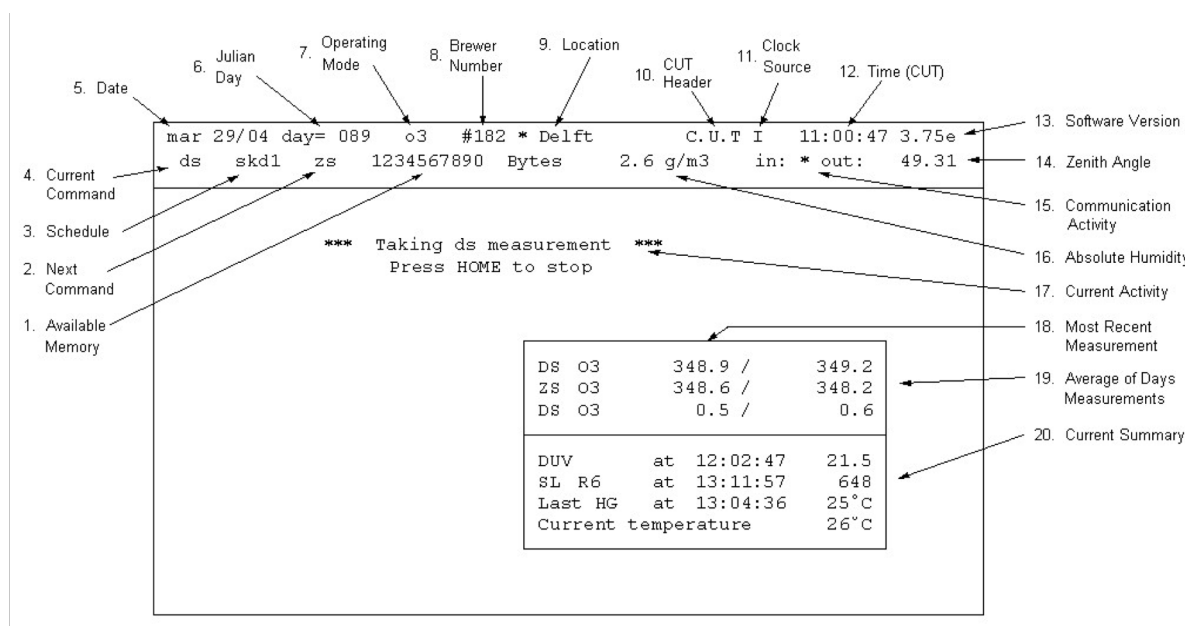 5. Date
6. Julian Day
7. Operating Mode
8. Brewer Number
9. Location
10. CUT Header
11. Clock Source
12. Time (CUT)
mar 29/04 day= 089 o3 #182 * Delft C.U.T I 11:00:47 3.75e
ds skd1 zs 1234567890 Bytes 2.6 g/m3 in: * out: 49.31
13. Software Version
14. Zenith Angle
4. Current
Command
3. Schedule
2. Next
Command
1. Available
Memory
*** Taking ds measurement ***
Press HOME to stop
15. Communication
Activity
16. Absolute Humidity
17. Current Activity
18. Most Recent
Measurement
19. Average of Days
Measurements
20. Current Summary
DS O3 348.9 / 349.2
ZS O3 348.6 / 348.2
DS O3 0.5 / 0.6
DUV at 12:02:47 21.5
SL R6 at 13:11:57 648
Last HG at 13:04:36 25°C
Current temperature 26˘C